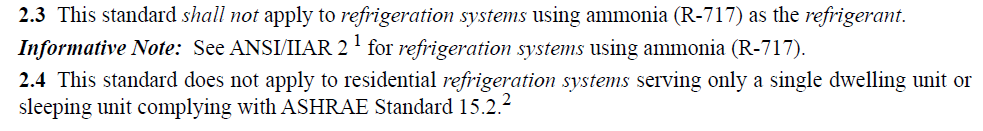 2.3 This standard shall not apply to refrigeration systems using ammonia (R-717) as the refrigerant.
Informative Note: See ANSI/IIAR 2 1 for refrigeration systems using ammonia (R-717).
2.4 This standard does not apply to residential refrigeration systems serving only a single dwelling unit or
sleeping unit complying with ASHRAE Standard 15.2.2